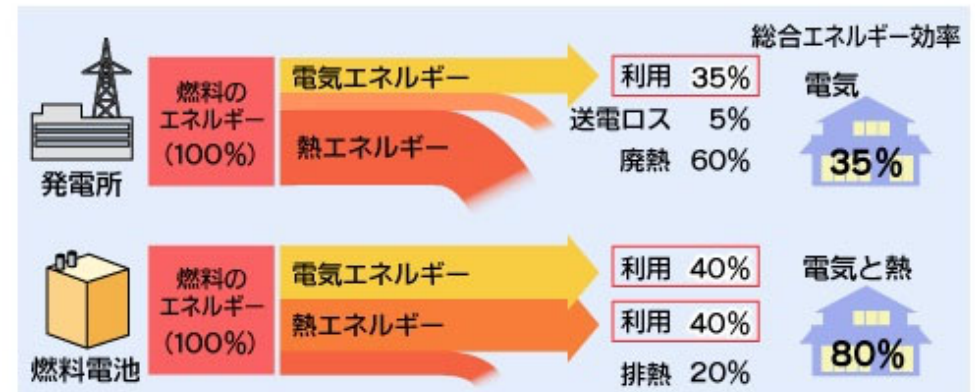 総合エネルギー効率
発電所
燃料の
エネルギー
(100%)
電気エネルギー
熱エネルギー
利用 35%
送電ロス 5%
廃熱 60%
電気
35%
燃料電池
燃料の
エネルギー
(100%)
電気エネルギー
熱エネルギー
利用 40%
利用 40%
排熱 20%
電気と熱
80%